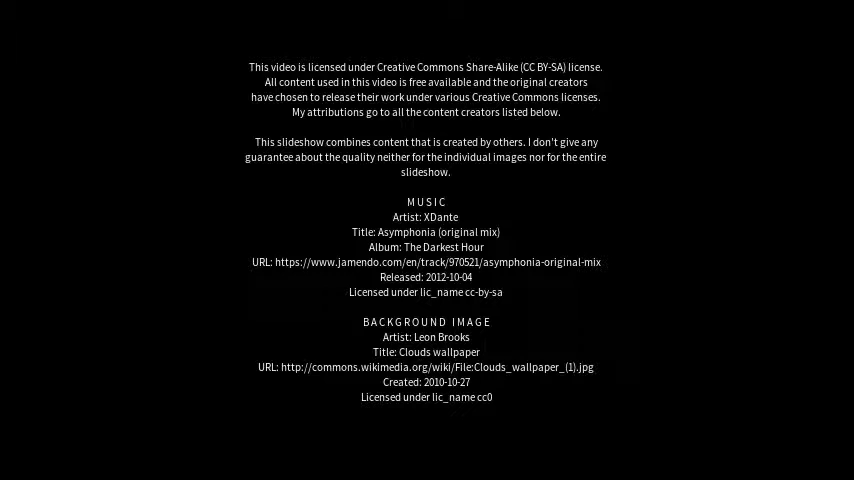 This video is licensed under Creative Commons Share-Alike (CC BY-SA) license.
All content used in this video is free available and the original creators
have chosen to release their work under various Creative Commons licenses.
My attributions go to all the content creators listed below.
This slideshow combines content that is created by others. I don't give any
guarantee about the quality neither for the individual images nor for the entire
slideshow.
MUSIC
Artist: XDante
Title: Asymphonia (original mix)
Album: The Darkest Hour
URL: https://www.jamendo.com/en/track/970521/asymphonia-original-mix
Released: 2012-10-04
Licensed under lic_name cc-by-sa
BACKGROUND IMAGE
Artist: Leon Brooks
Title: Clouds wallpaper
URL: http://commons.wikimedia.org/wiki/File:Clouds_wallpaper_(1).jpg
Created: 2010-10-27
Licensed under lic_name cc0